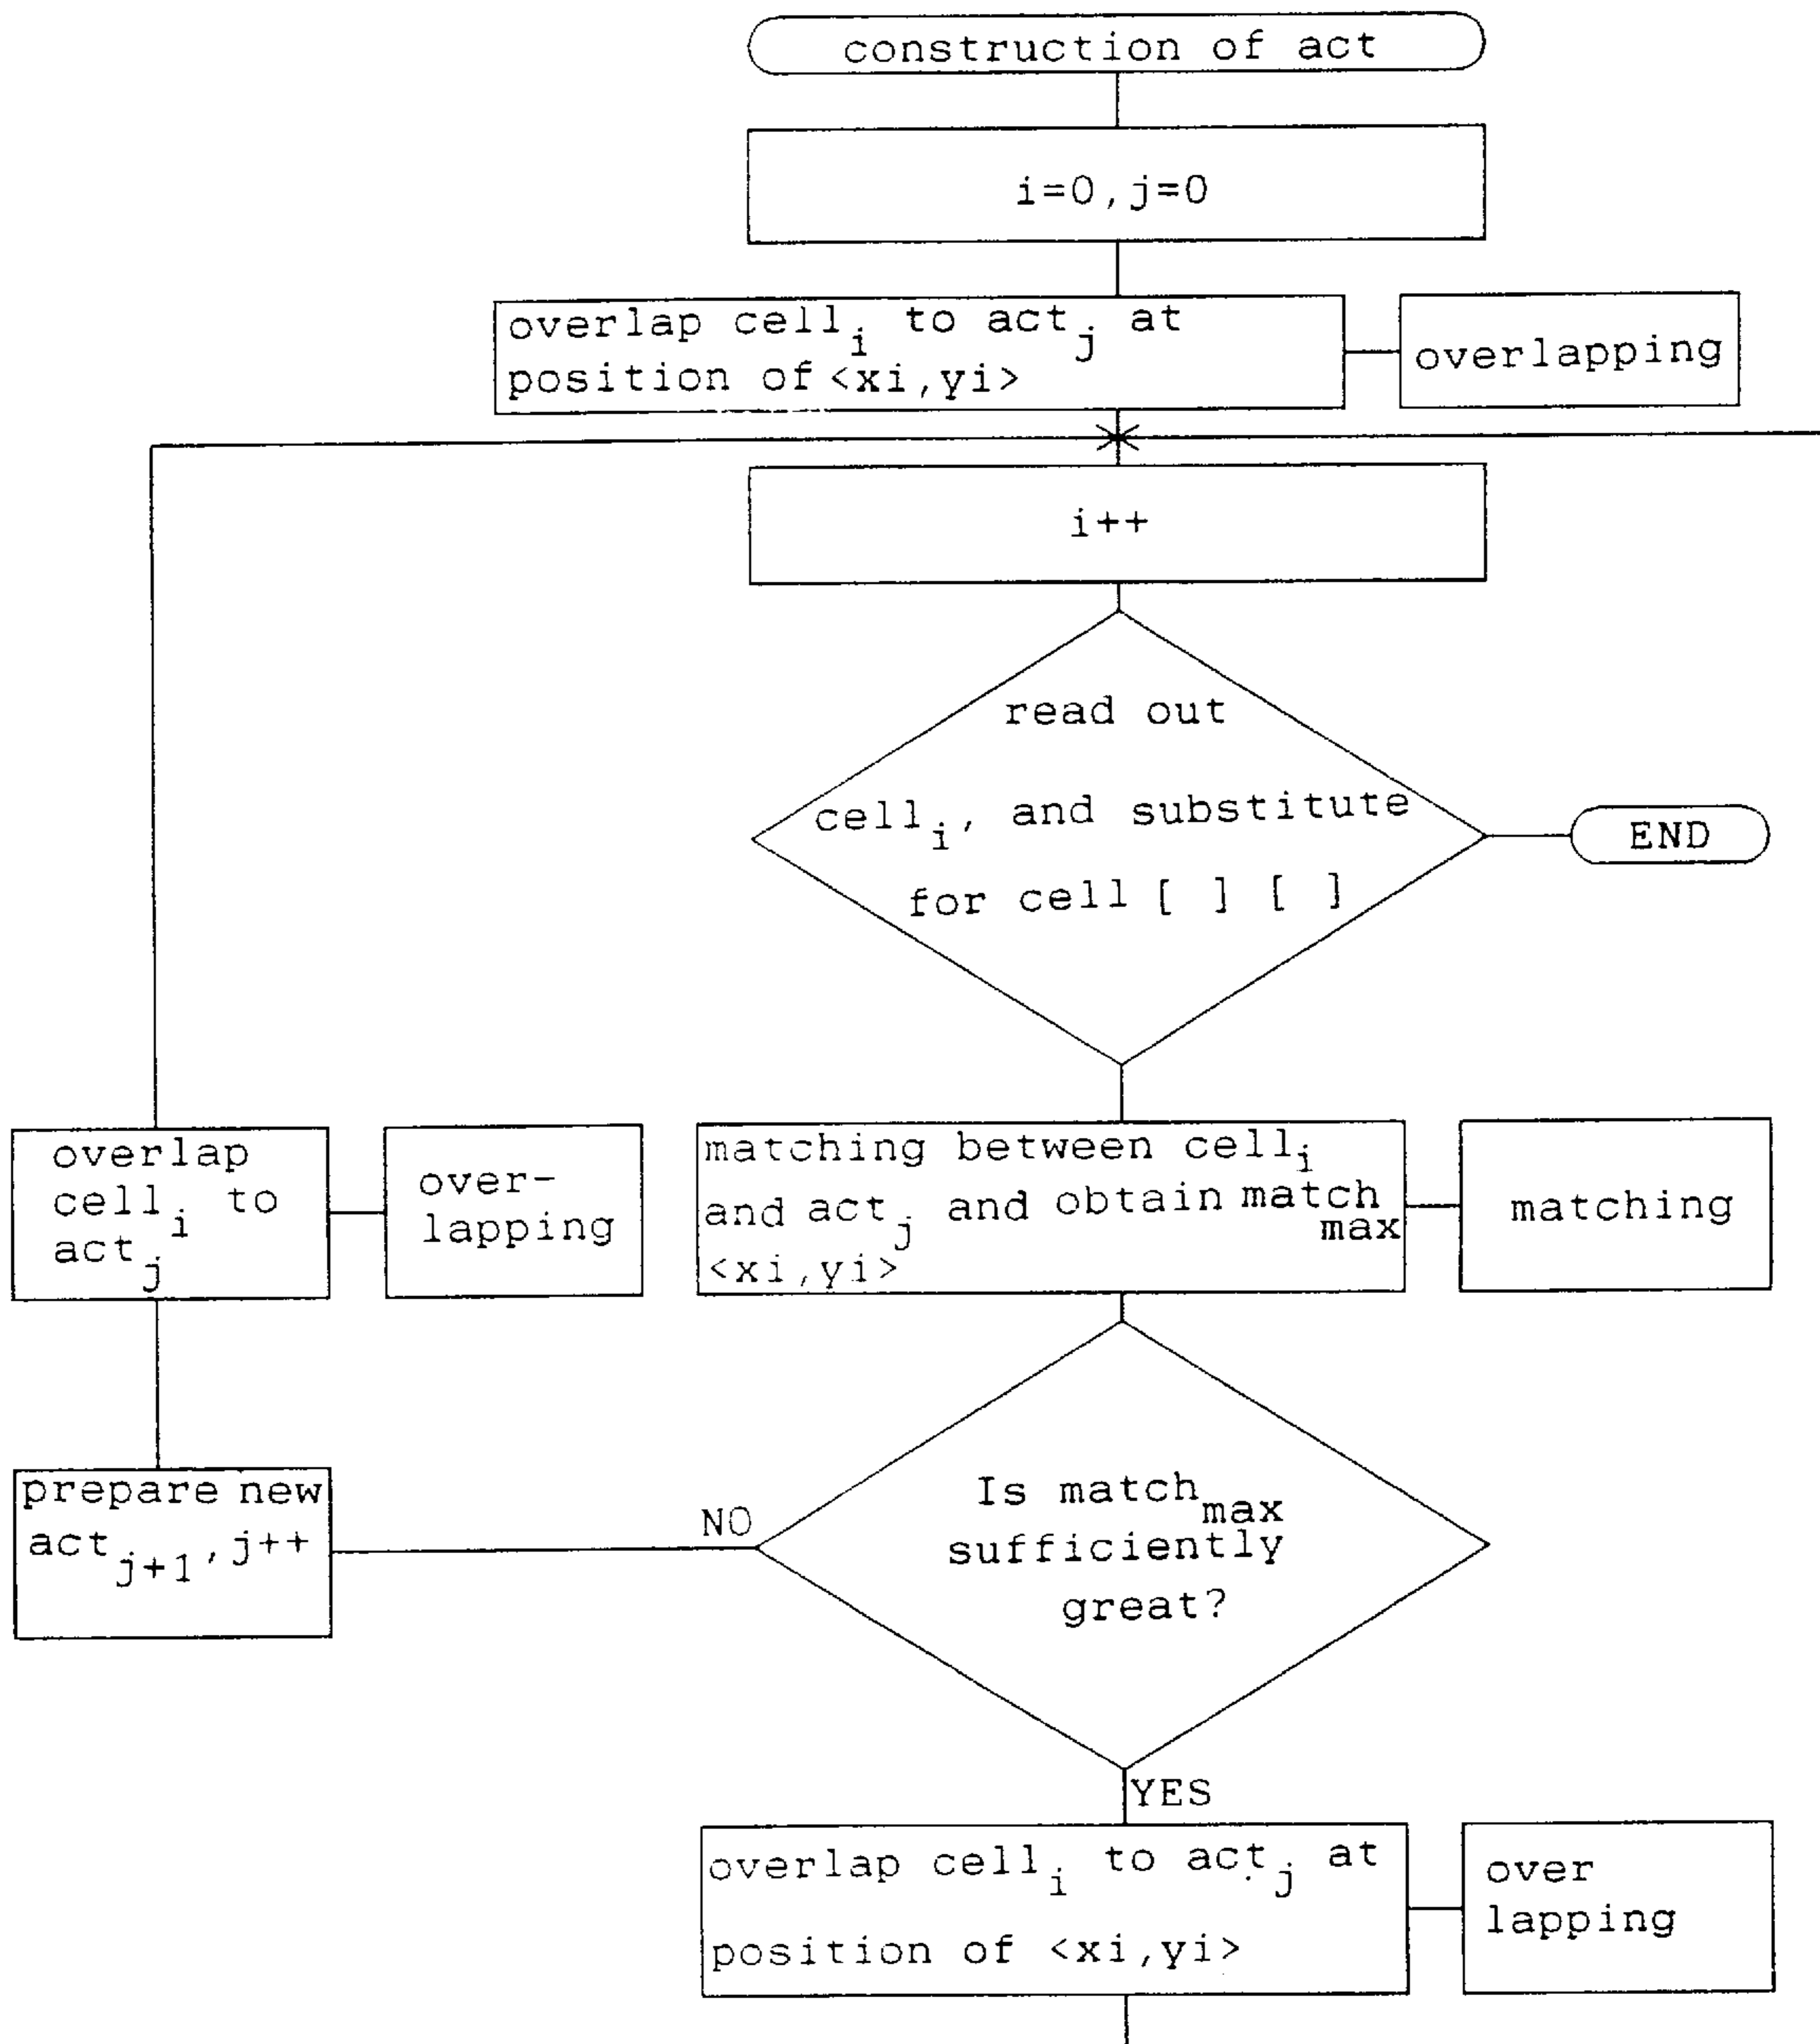 construction of act
i=0,j=0
overlap cell_i to act_j at
position of <xi,yi>
overlapping
i++
read out
cell_i, and substitute
for cell [ ] [ ]
END
overlap
cell_i to
act_j
over-
lapping
matching between cell_i
and act_j and obtain match_max
<xi,yi>
matching
prepare new
act_j+1,j++
NO
Is match_max
sufficiently
great?
YES
overlap cell_i to act_j at
position of <xi,yi>
over
lapping